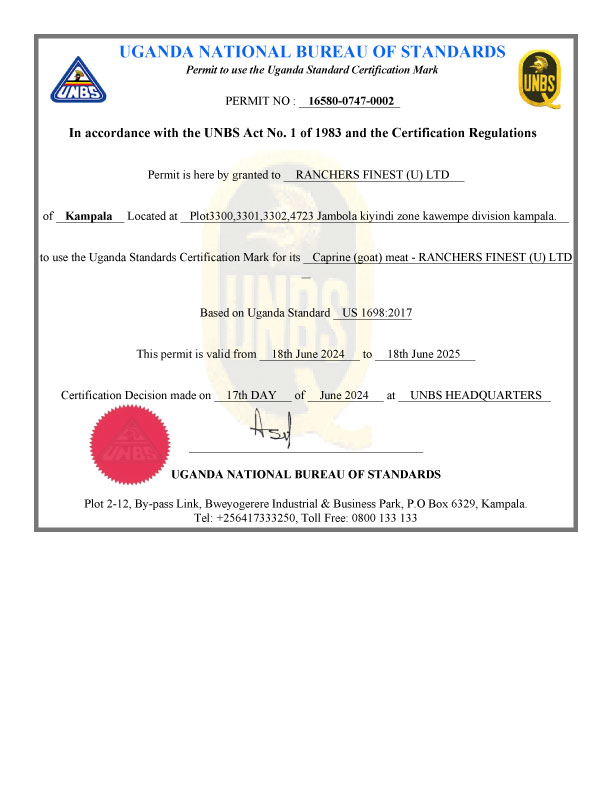 UGANDA NATIONAL BUREAU OF STANDARDS
Permit to use the Uganda Standard Certification Mark
UNBS
UNBS
PERMIT NO : 16580-0747-0002
In accordance with the UNBS Act No. 1 of 1983 and the Certification Regulations
Permit is here by granted to RANCHERS FINEST (U) LTD
of Kampala Located at Plot3300,3301,3302,4723 Jambola kiyindi zone kawempe division kampala.
to use the Uganda Standards Certification Mark for its Caprine (goat) meat - RANCHERS FINEST (U) LTD
UNBS
Based on Uganda Standard US 1698:2017
This permit is valid from 18th June 2024 to 18th June 2025
Certification Decision made on 17th DAY of June 2024 at UNBS HEADQUARTERS
UNBS
UGANDA NATIONAL BUREAU OF STANDARDS
Plot 2-12, By-pass Link, Bweyogerere Industrial & Business Park, P.O Box 6329, Kampala.
Tel: +256417333250, Toll Free: 0800 133 133